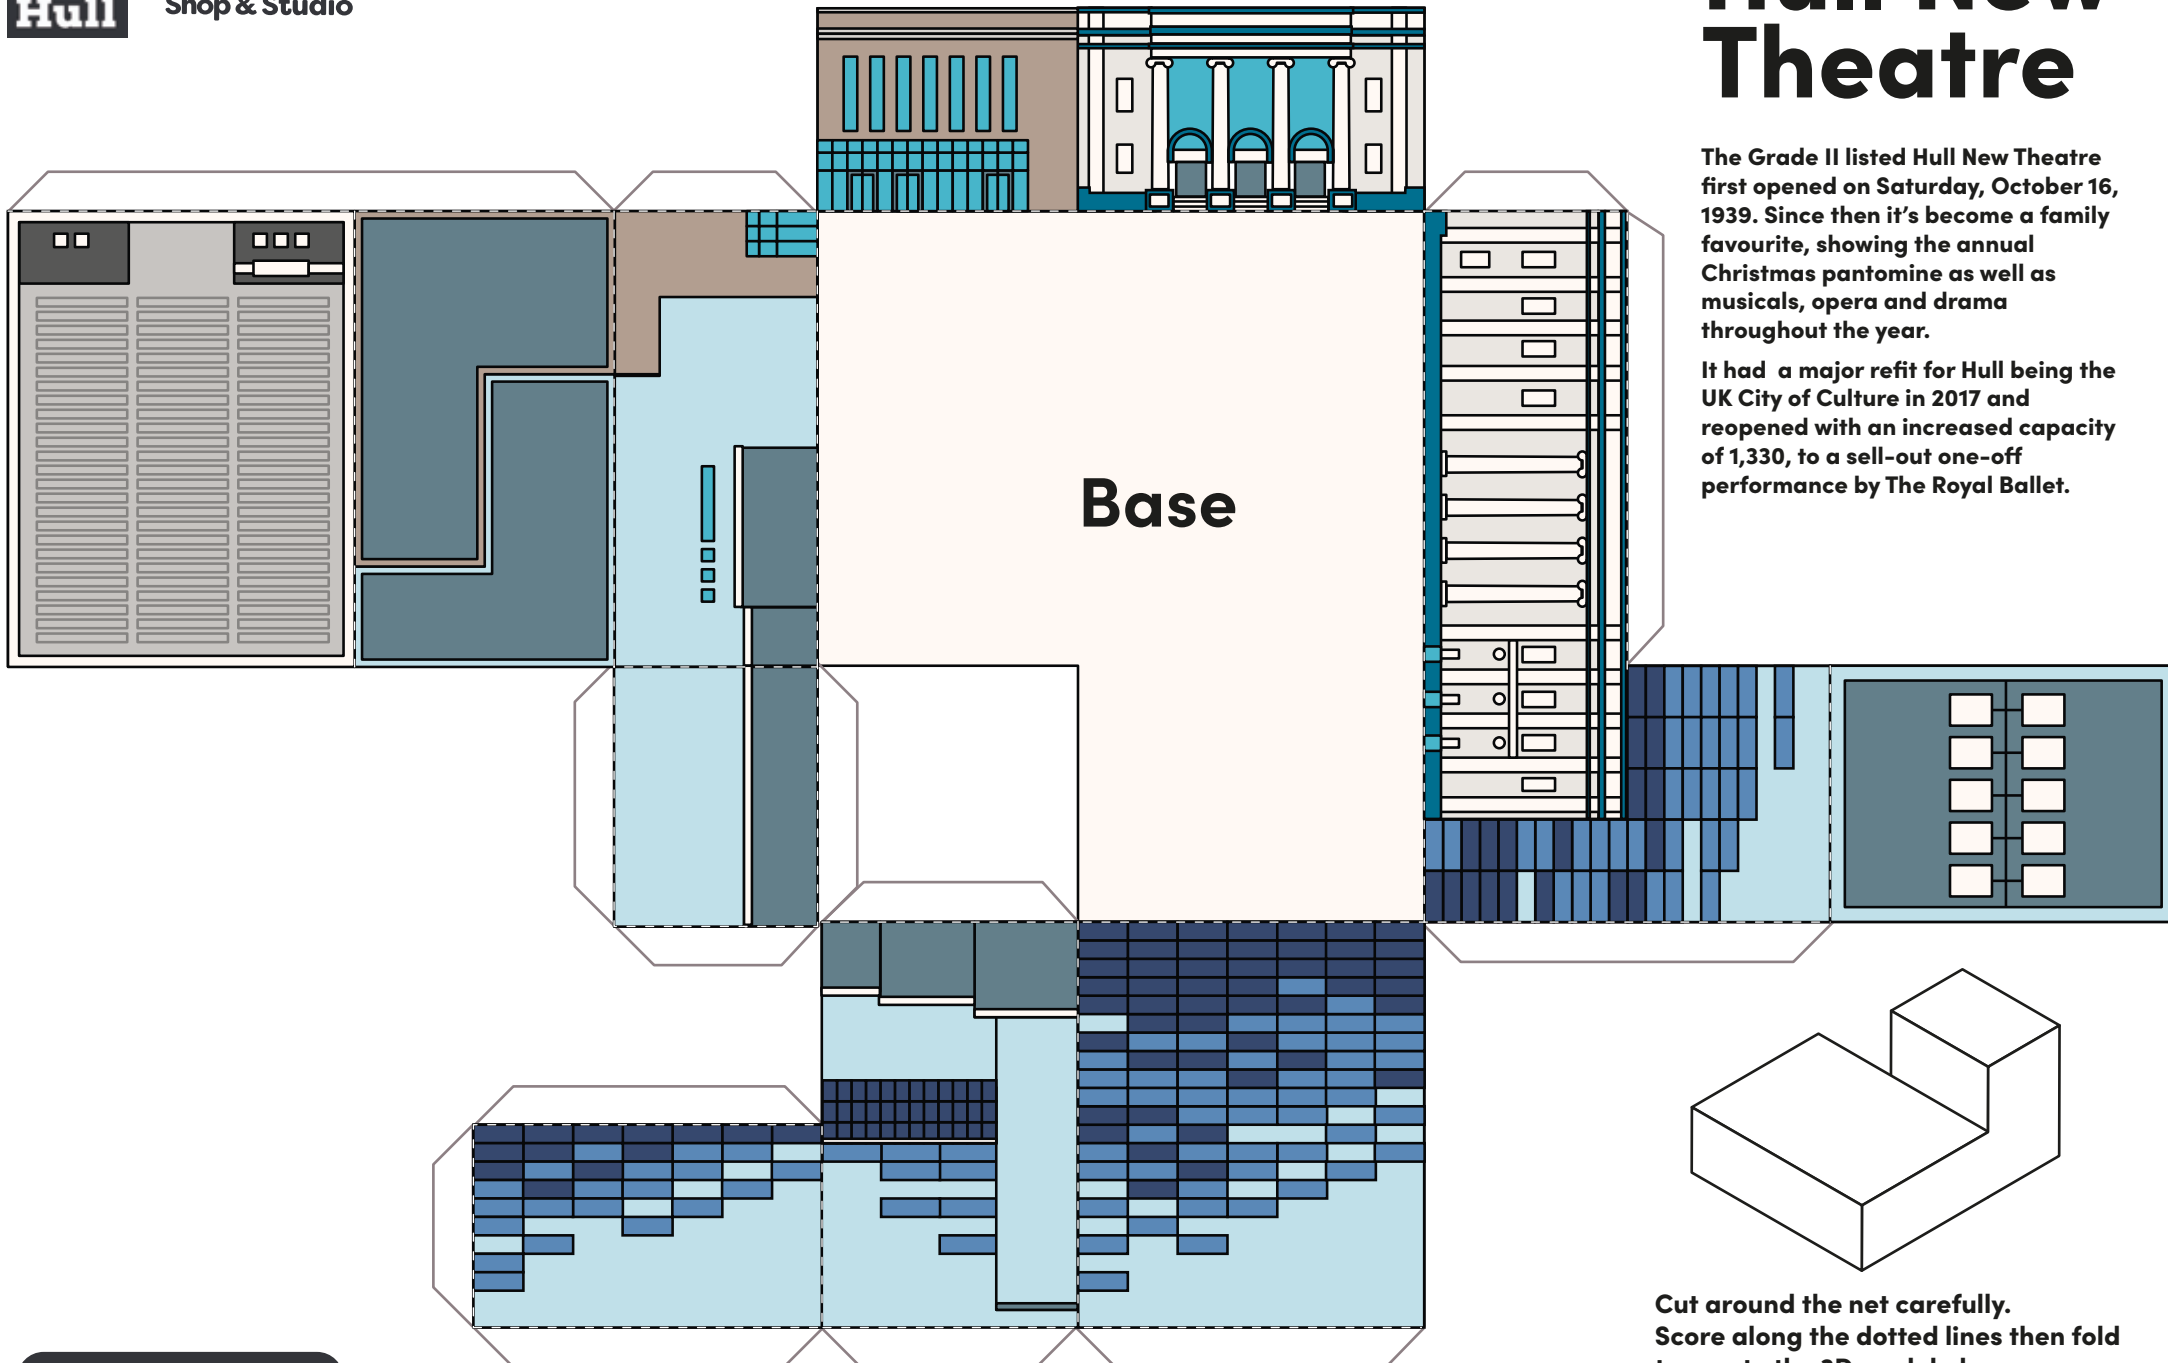 Hull
Shop & Studio
Hull New
Theatre
The Grade II listed Hull New Theatre
first opened on Saturday, October 16,
1939. Since then it's become a family
favourite, showing the annual
Christmas pantomine as well as
musicals, opera and drama
throughout the year.
It had  a major refit for Hull being the
UK City of Culture in 2017 and
reopened with an increased capacity
of 1,330, to a sell-out one-off
performance by The Royal Ballet.
Base
Cut around the net carefully.
Score along the dotted lines then fold